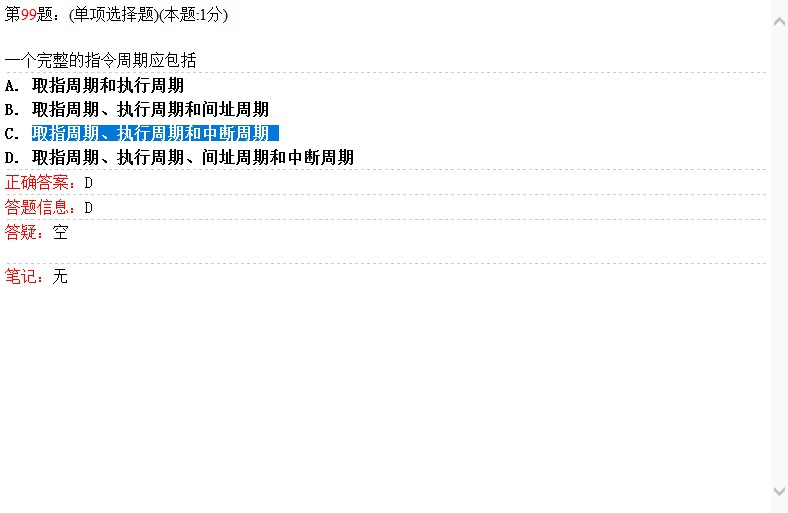 第99题：(单项选择题)(本题:1分)
一个完整的指令周期应包括
A. 取指周期和执行周期
B. 取指周期、执行周期和间址周期
C. 取指周期、执行周期和中断周期
D. 取指周期、执行周期、间址周期和中断周期
正确答案：D
答题信息：D
答疑：空
笔记：无